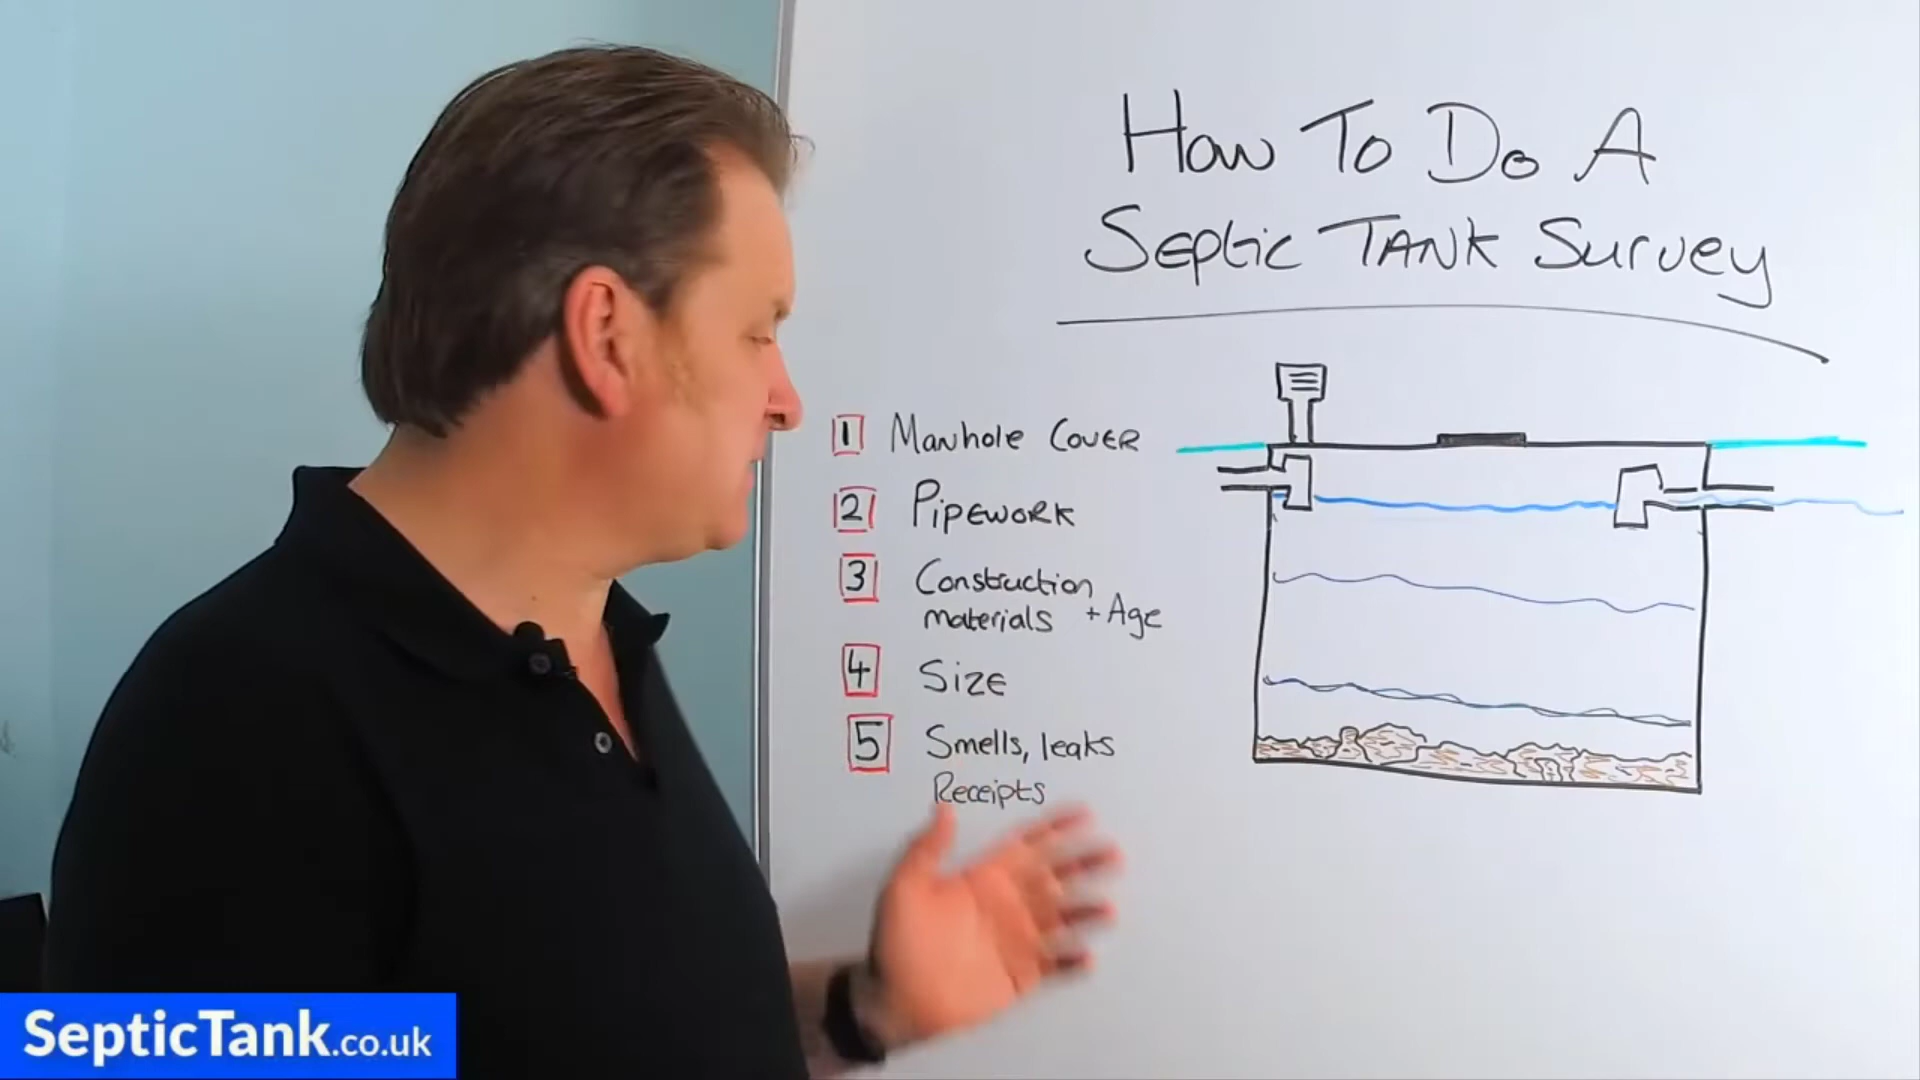 How To Do A
Septic TANK Survey
1 Manhole Cover
2 Pipework
3 Construction
materials + Age
4 Size
5 Smells, leaks
Receipts
SepticTank.co.uk